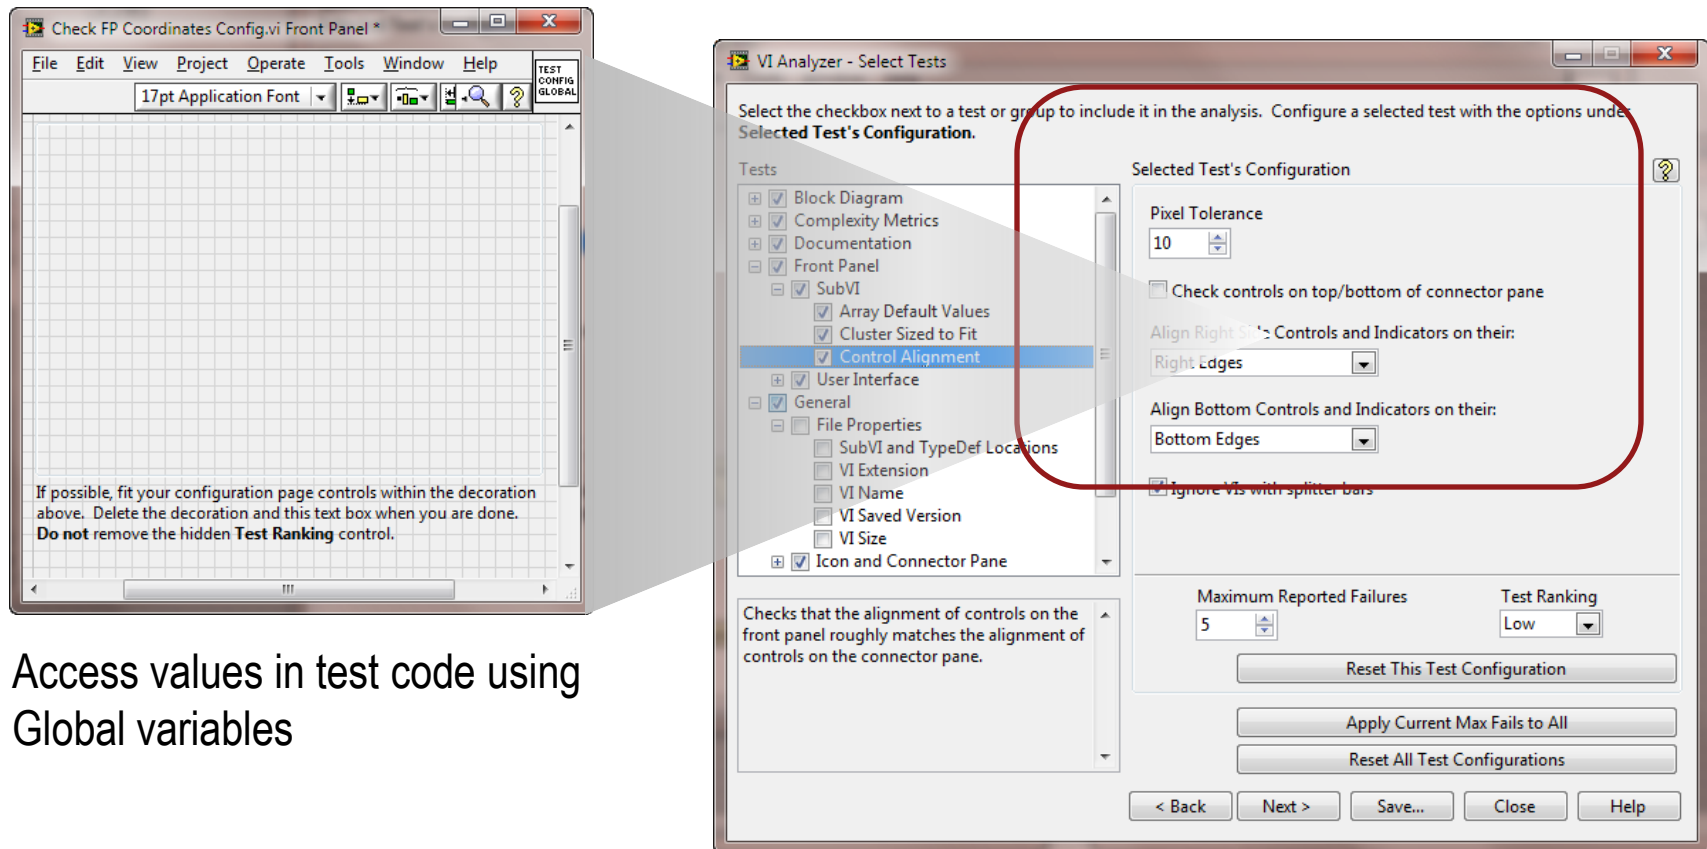 Check FP Coordinates Config.vi Front Panel *
File Edit View Project Operate Tools Window Help
TEST
CONFIG
GLOBAL
17pt Application Font
If possible, fit your configuration page controls within the decoration
above. Delete the decoration and this text box when you are done.
Do not remove the hidden Test Ranking control.
Access values in test code using
Global variables
VI Analyzer - Select Tests
Select the checkbox next to a test or group to include it in the analysis. Configure a selected test with the options under
Selected Test's Configuration.
Tests
Block Diagram
Complexity Metrics
Documentation
Front Panel
SubVI
Array Default Values
Cluster Sized to Fit
Control Alignment
User Interface
General
File Properties
SubVI and TypeDef Locations
VI Extension
VI Name
VI Saved Version
VI Size
Icon and Connector Pane
Checks that the alignment of controls on the
front panel roughly matches the alignment of
controls on the connector pane.
Selected Test's Configuration
Pixel Tolerance
10
Check controls on top/bottom of connector pane
Align Right Side Controls and Indicators on their:
Right Edges
Align Bottom Controls and Indicators on their:
Bottom Edges
Ignore VIs with splitter bars
Maximum Reported Failures Test Ranking
5 Low
Reset This Test Configuration
Apply Current Max Fails to All
Reset All Test Configurations
< Back Next > Save... Close Help